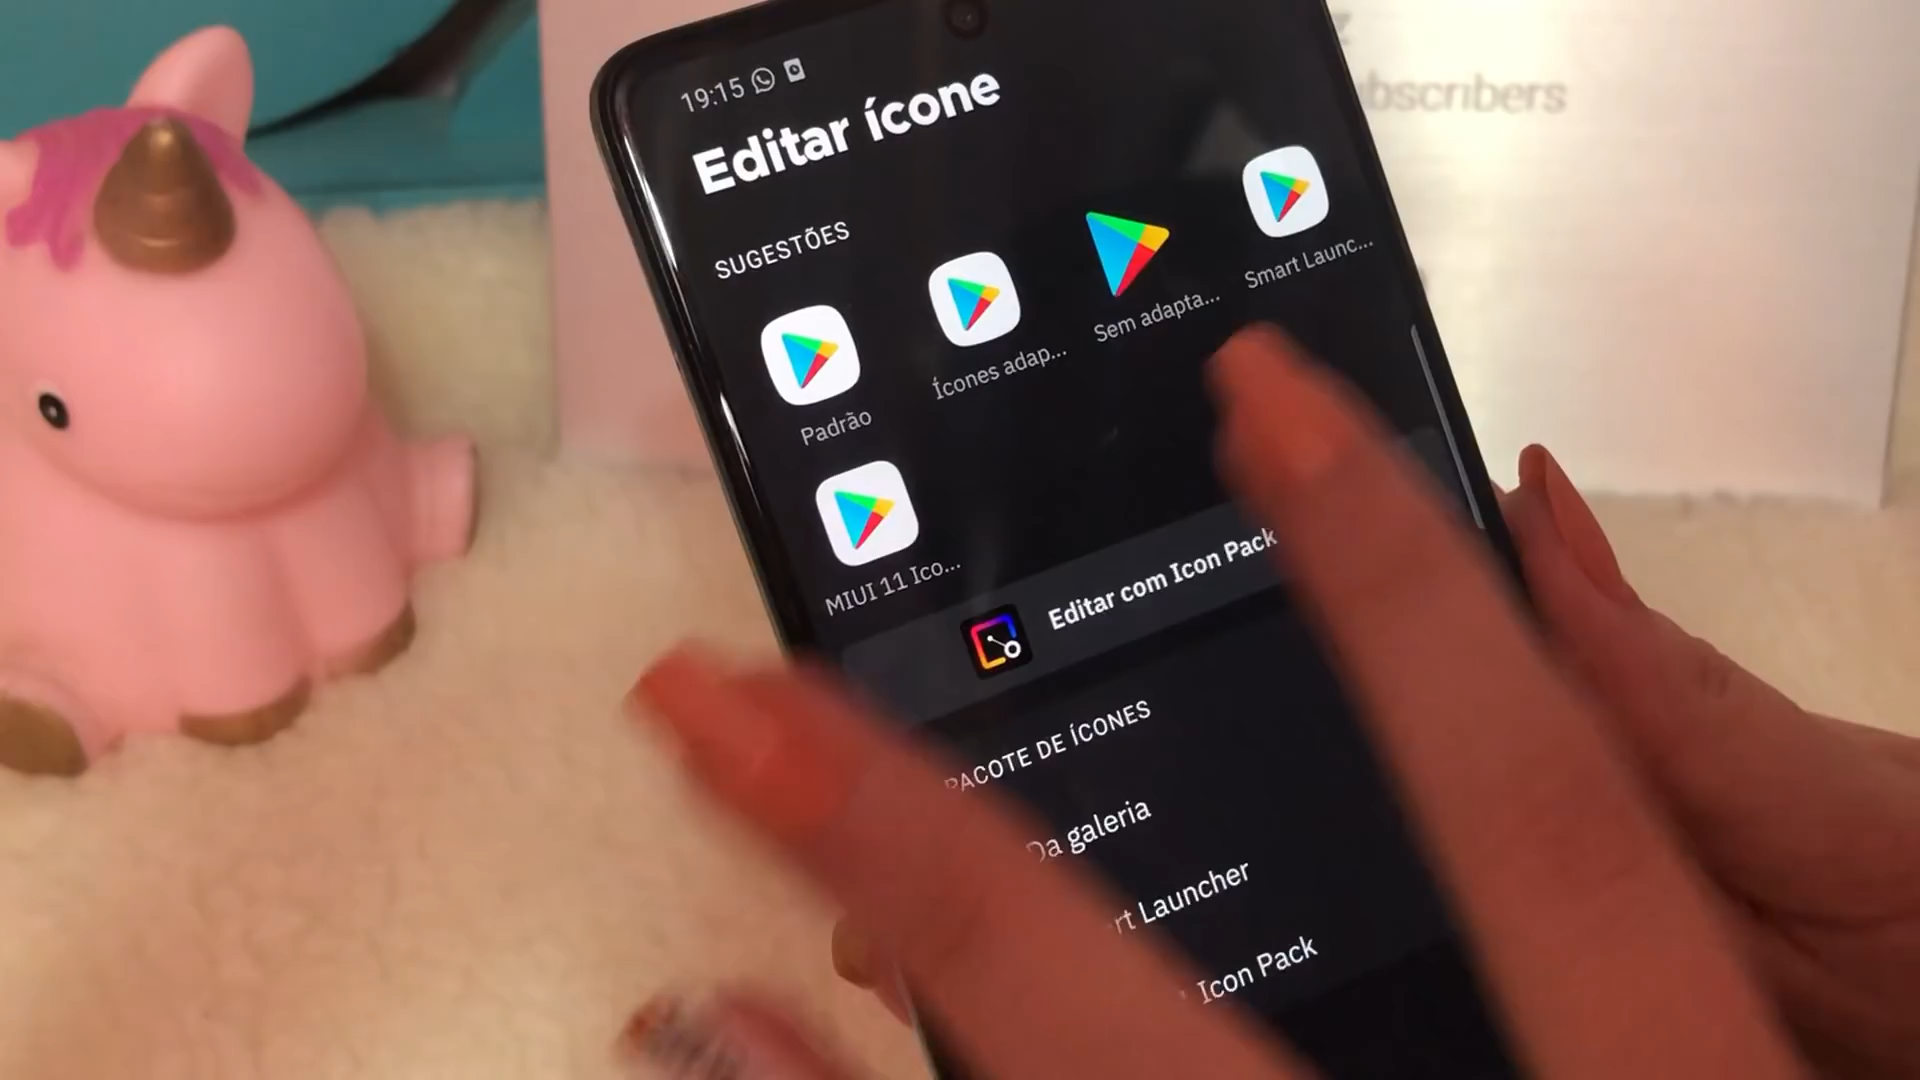 bscribers
19:15
Editar ícone
SUGESTÕES
Padrão
Ícones adap...
Sem adapta...
Smart Launc...
MIUI 11 Ico...
Editar com Icon Pack
PACOTE DE ÍCONES
Da galeria
rt Launcher
Icon Pack